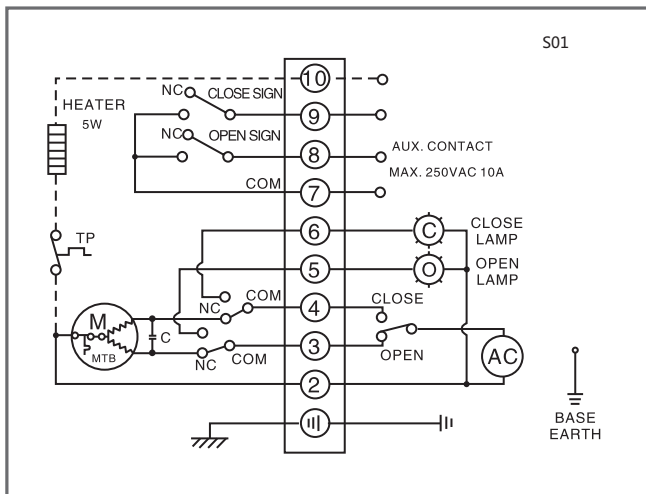 S01
10
NC CLOSE SIGN
HEATER
5W
9
NC OPEN SIGN
8
AUX. CONTACT
MAX. 250VAC 10A
COM
7
6
C
CLOSE
LAMP
TP
5
O
OPEN
LAMP
NC
COM
4
CLOSE
M
MTB
C
NC
COM
3
OPEN
AC
2
BASE
EARTH